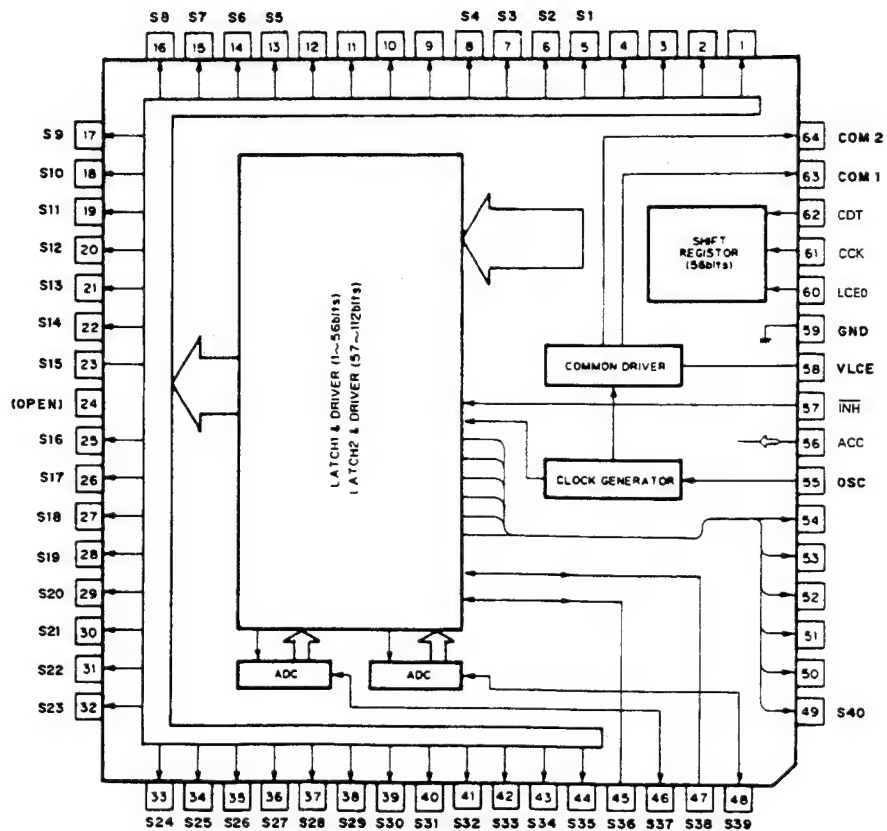 S8 S7 S6 S5 S4 S3 S2 S1
16 15 14 13 12 11 10 9 8 7 6 5 4 3 2 1
S9 17
S10 18
S11 19
S12 20
S13 21
S14 22
S15 23
(OPEN) 24
S16 25
S17 26
S18 27
S19 28
S20 29
S21 30
S22 31
S23 32
LATCH1 & DRIVER (1~56bits)
LATCH2 & DRIVER (57~112bits)
ADC
ADC
SHIFT
REGISTOR
(56bits)
COMMON DRIVER
CLOCK GENERATOR
64 COM 2
63 COM 1
62 CDT
61 CCK
60 LCE0
59 GND
58 VLCE
57 INH
56 ACC
55 OSC
54
53
52
51
50
49 S40
33 34 35 36 37 38 39 40 41 42 43 44 45 46 47 48
S24 S25 S26 S27 S28 S29 S30 S31 S32 S33 S34 S35 S36 S37 S38 S39